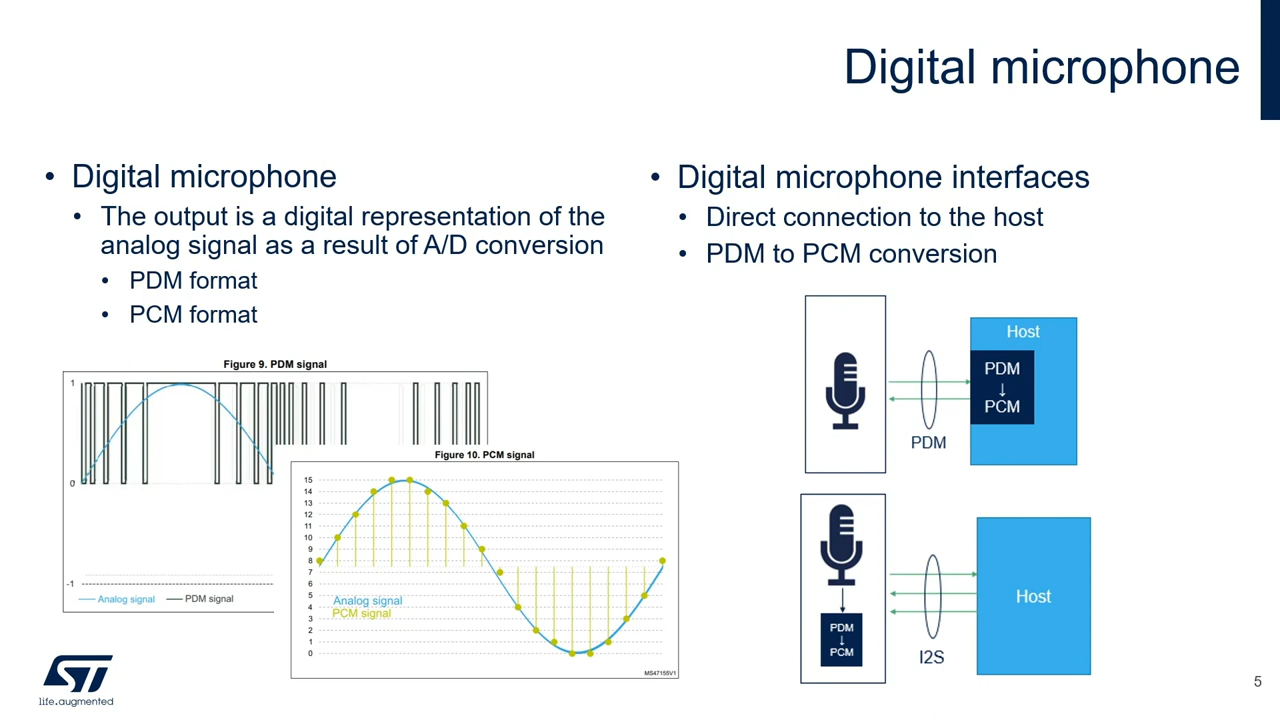 Digital microphone
• Digital microphone
• The output is a digital representation of the
analog signal as a result of A/D conversion
• PDM format
• PCM format
• Digital microphone interfaces
• Direct connection to the host
• PDM to PCM conversion
Figure 9. PDM signal
1
0
-1
Analog signal
PDM signal
Figure 10. PCM signal
15
14
13
12
11
10
9
8
7
6
5
4
3
2
1
0
Analog signal
PCM signal
MS47155V1
Host
PDM
↓
PCM
PDM
PDM
↓
PCM
I2S
Host
ST
life.augmented
5